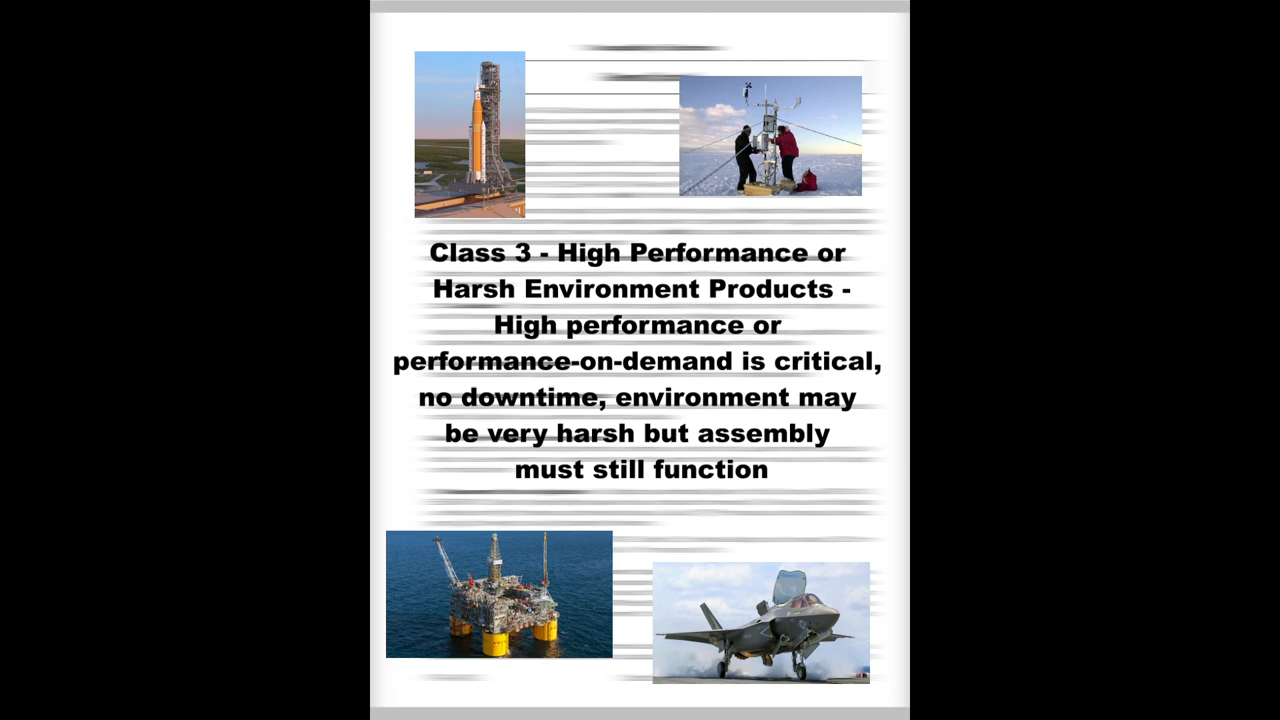 Class 3 - High Performance or
Harsh Environment Products -
High performance or
performance-on-demand is critical,
no downtime, environment may
be very harsh but assembly
must still function